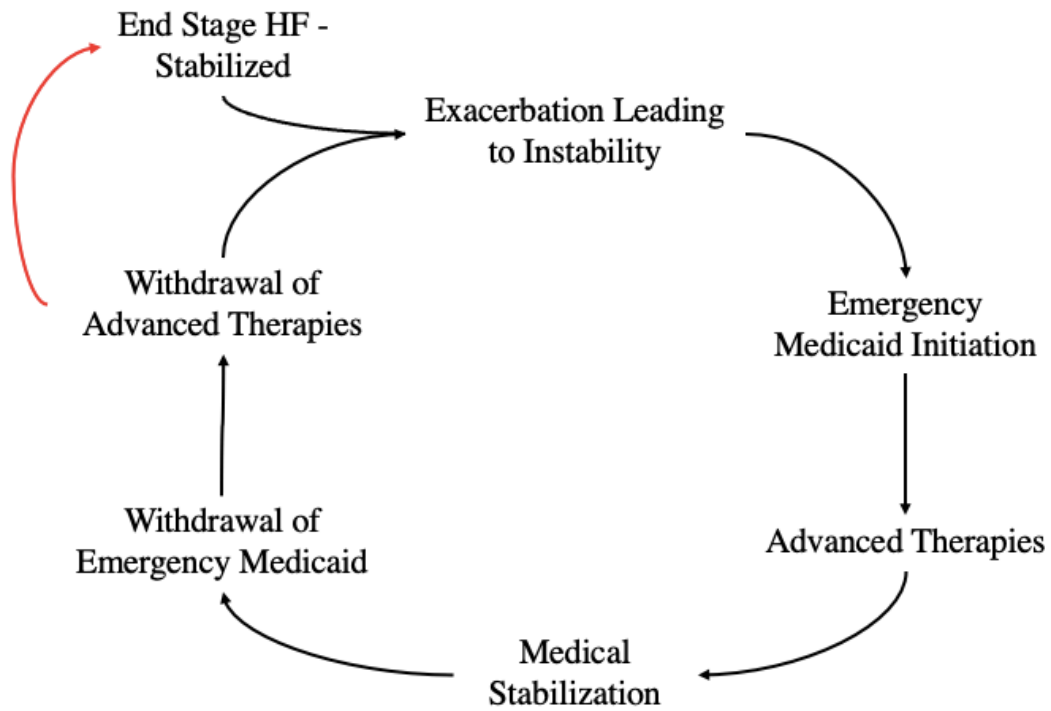 End Stage HF -
Stabilized
Exacerbation Leading
to Instability
Emergency
Medicaid Initiation
Advanced Therapies
Medical
Stabilization
Withdrawal of
Emergency Medicaid
Withdrawal of
Advanced Therapies